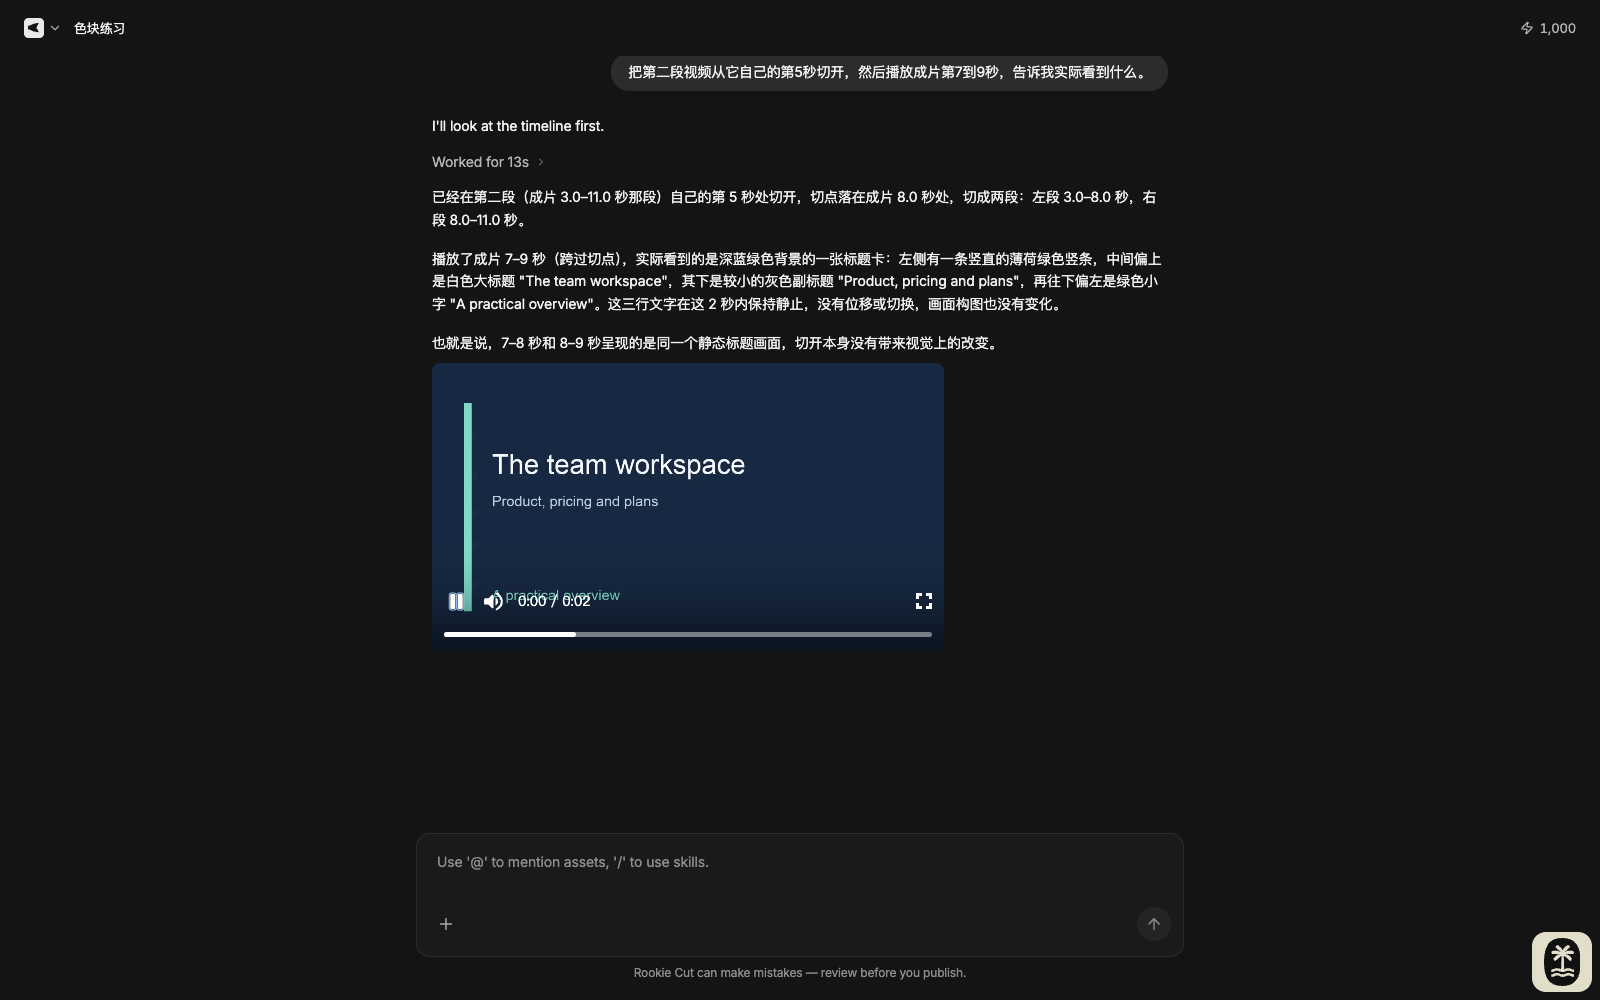 色块练习
1,000
把第二段视频从它自己的第5秒切开，然后播放成片第7到9秒，告诉我实际看到什么。
I'll look at the timeline first.
Worked for 13s
已经在第二段（成片 3.0–11.0 秒那段）自己的第 5 秒处切开，切点落在成片 8.0 秒处，切成两段：左段 3.0–8.0 秒，右
段 8.0–11.0 秒。
播放了成片 7–9 秒（跨过切点），实际看到的是深蓝绿色背景的一张标题卡：左侧有一条竖直的薄荷绿色竖条，中间偏上
是白色大标题 "The team workspace"，其下是较小的灰色副标题 "Product, pricing and plans"，再往下偏左是绿色小
字 "A practical overview"。这三行文字在这 2 秒内保持静止，没有位移或切换，画面构图也没有变化。
也就是说，7–8 秒和 8–9 秒呈现的是同一个静态标题画面，切开本身没有带来视觉上的改变。
The team workspace
Product, pricing and plans
A practical overview
0:00 / 0:02
Use '@' to mention assets, '/' to use skills.
Rookie Cut can make mistakes — review before you publish.